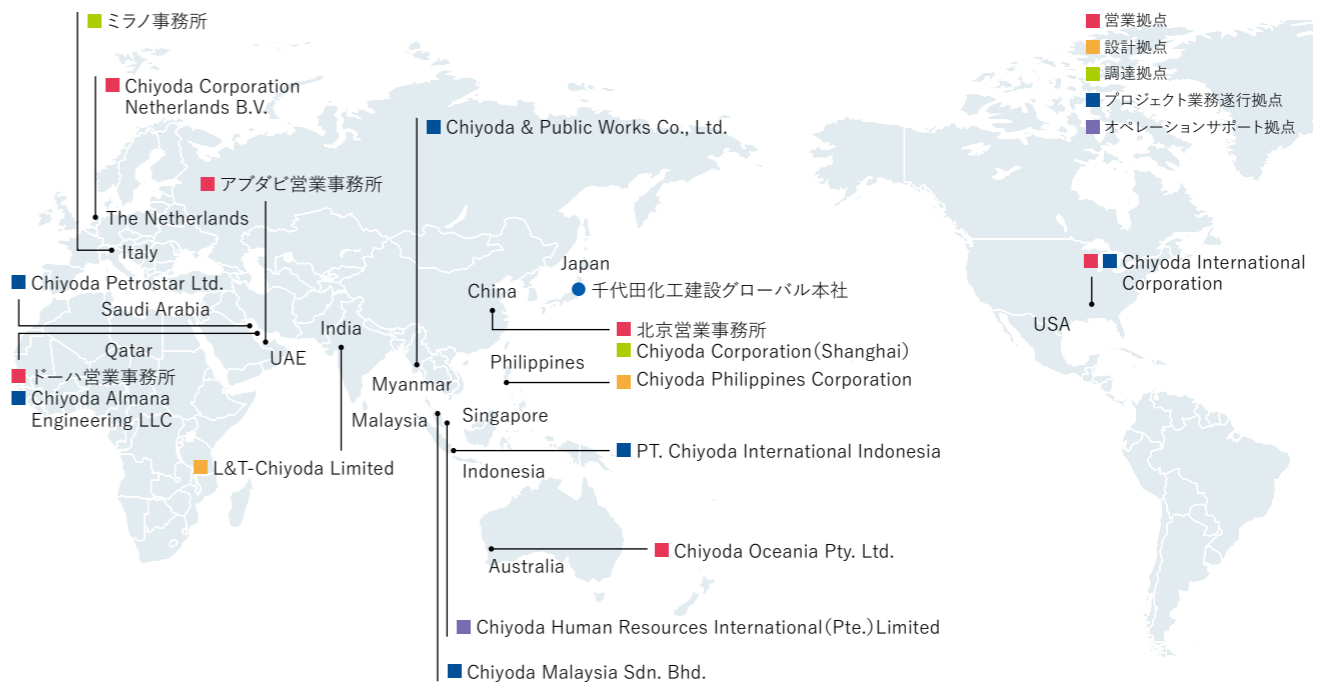 ミラノ事務所
Chiyoda Corporation
Netherlands B.V.
Chiyoda & Public Works Co., Ltd.
アブダビ営業事務所
The Netherlands
Italy
Chiyoda Petrostar Ltd.
Saudi Arabia
Qatar
UAE
ドーハ営業事務所
Chiyoda Almana
Engineering LLC
India
L&T-Chiyoda Limited
Japan
千代田化工建設グローバル本社
China
北京営業事務所
Chiyoda Corporation(Shanghai)
Philippines
Chiyoda Philippines Corporation
Myanmar
Malaysia
Singapore
Indonesia
PT. Chiyoda International Indonesia
Australia
Chiyoda Oceania Pty. Ltd.
Chiyoda Human Resources International(Pte.)Limited
Chiyoda Malaysia Sdn. Bhd.
営業拠点
設計拠点
調達拠点
プロジェクト業務遂行拠点
オペレーションサポート拠点
Chiyoda International
Corporation
USA